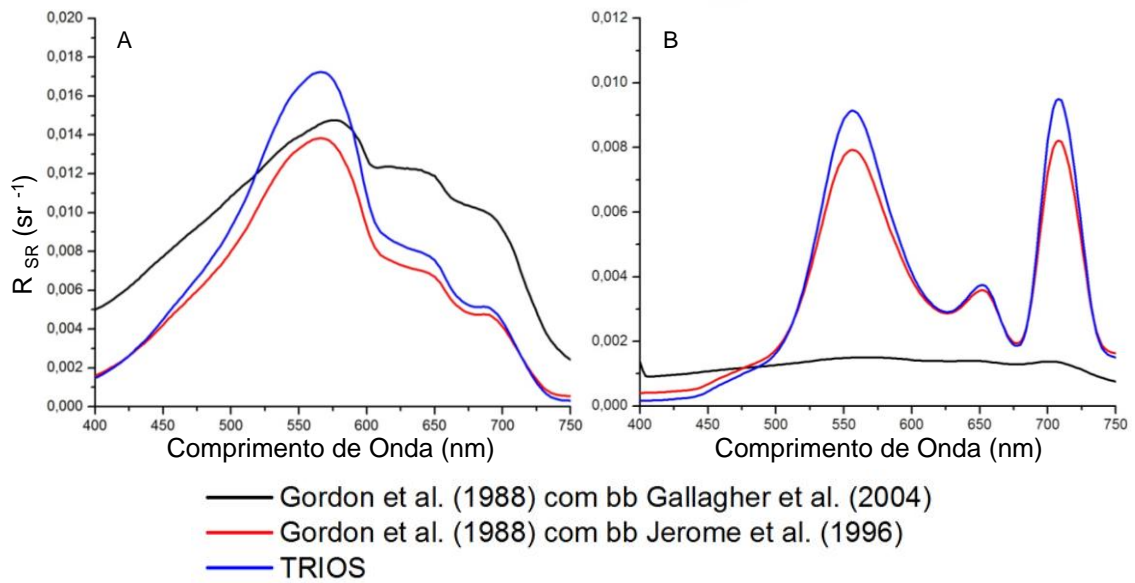 A
B
0,020
0,018
0,016
0,014
0,012
0,010
0,008
0,006
0,004
0,002
0,000
R SR (sr -1)
400 450 500 550 600 650 700 750
Comprimento de Onda (nm)
0,012
0,010
0,008
0,006
0,004
0,002
0,000
400 450 500 550 600 650 700 750
Comprimento de Onda (nm)
Gordon et al. (1988) com bb Gallagher et al. (2004)
Gordon et al. (1988) com bb Jerome et al. (1996)
TRIOS